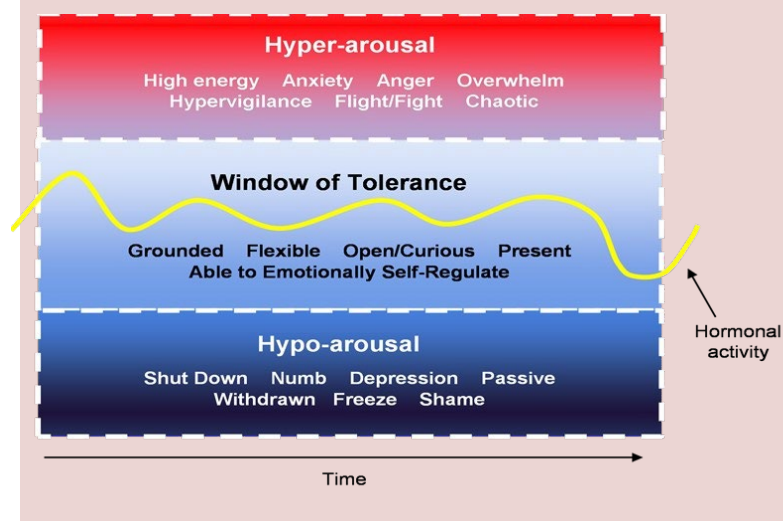 Hyper-arousal
High energy Anxiety Anger Overwhelm
Hypervigilance Flight/Fight Chaotic
Window of Tolerance
Grounded Flexible Open/Curious Present
Able to Emotionally Self-Regulate
Hypo-arousal
Shut Down Numb Depression Passive
Withdrawn Freeze Shame
Hormonal
activity
Time